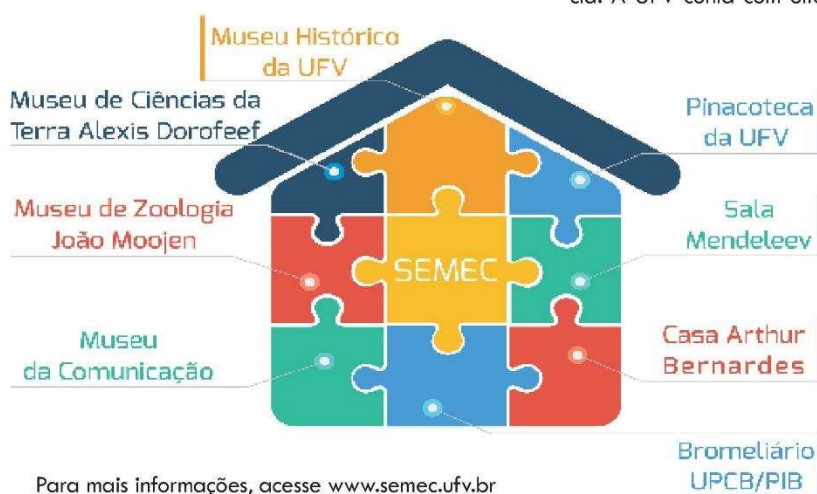 Museu Histórico
da UFV
Museu de Ciências da
Terra Alexis Dorofeef
Pinacoteca
da UFV
Museu de Zoologia
João Moojen
SEMEC
Sala
Mendeleev
Museu
da Comunicação
Casa Arthur
Bernardes
Bromeliário
UPCB/PIB
Para mais informações, acesse www.semec.ufv.br